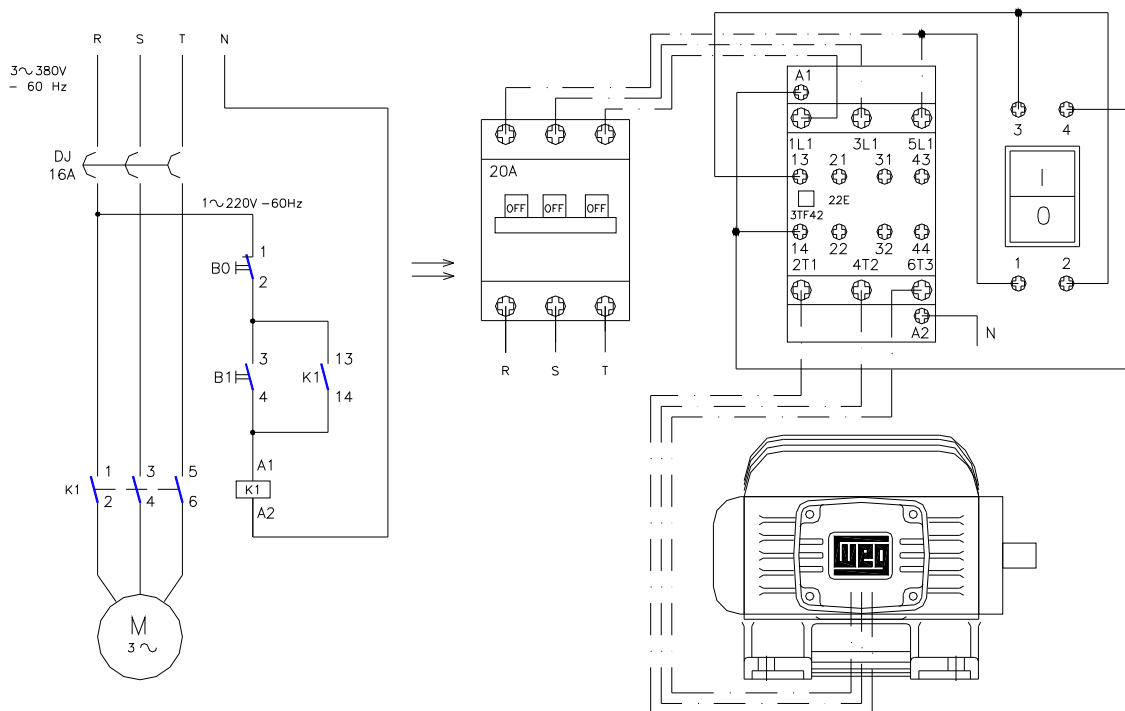 R S T N
3~380V
- 60 Hz
DJ
16A
1~220V -60Hz
1
B0
2
3
B1
4
K1
13
14
A1
K1
A2
K1
1 3 5
2 4 6
M
3~
20A
OFF OFF OFF
R S T
A1
1L1 3L1 5L1
13 21 31 43
22E
3TF42
14 22 32 44
2T1 4T2 6T3
A2
N
3 4
I
O
1 2
WEG